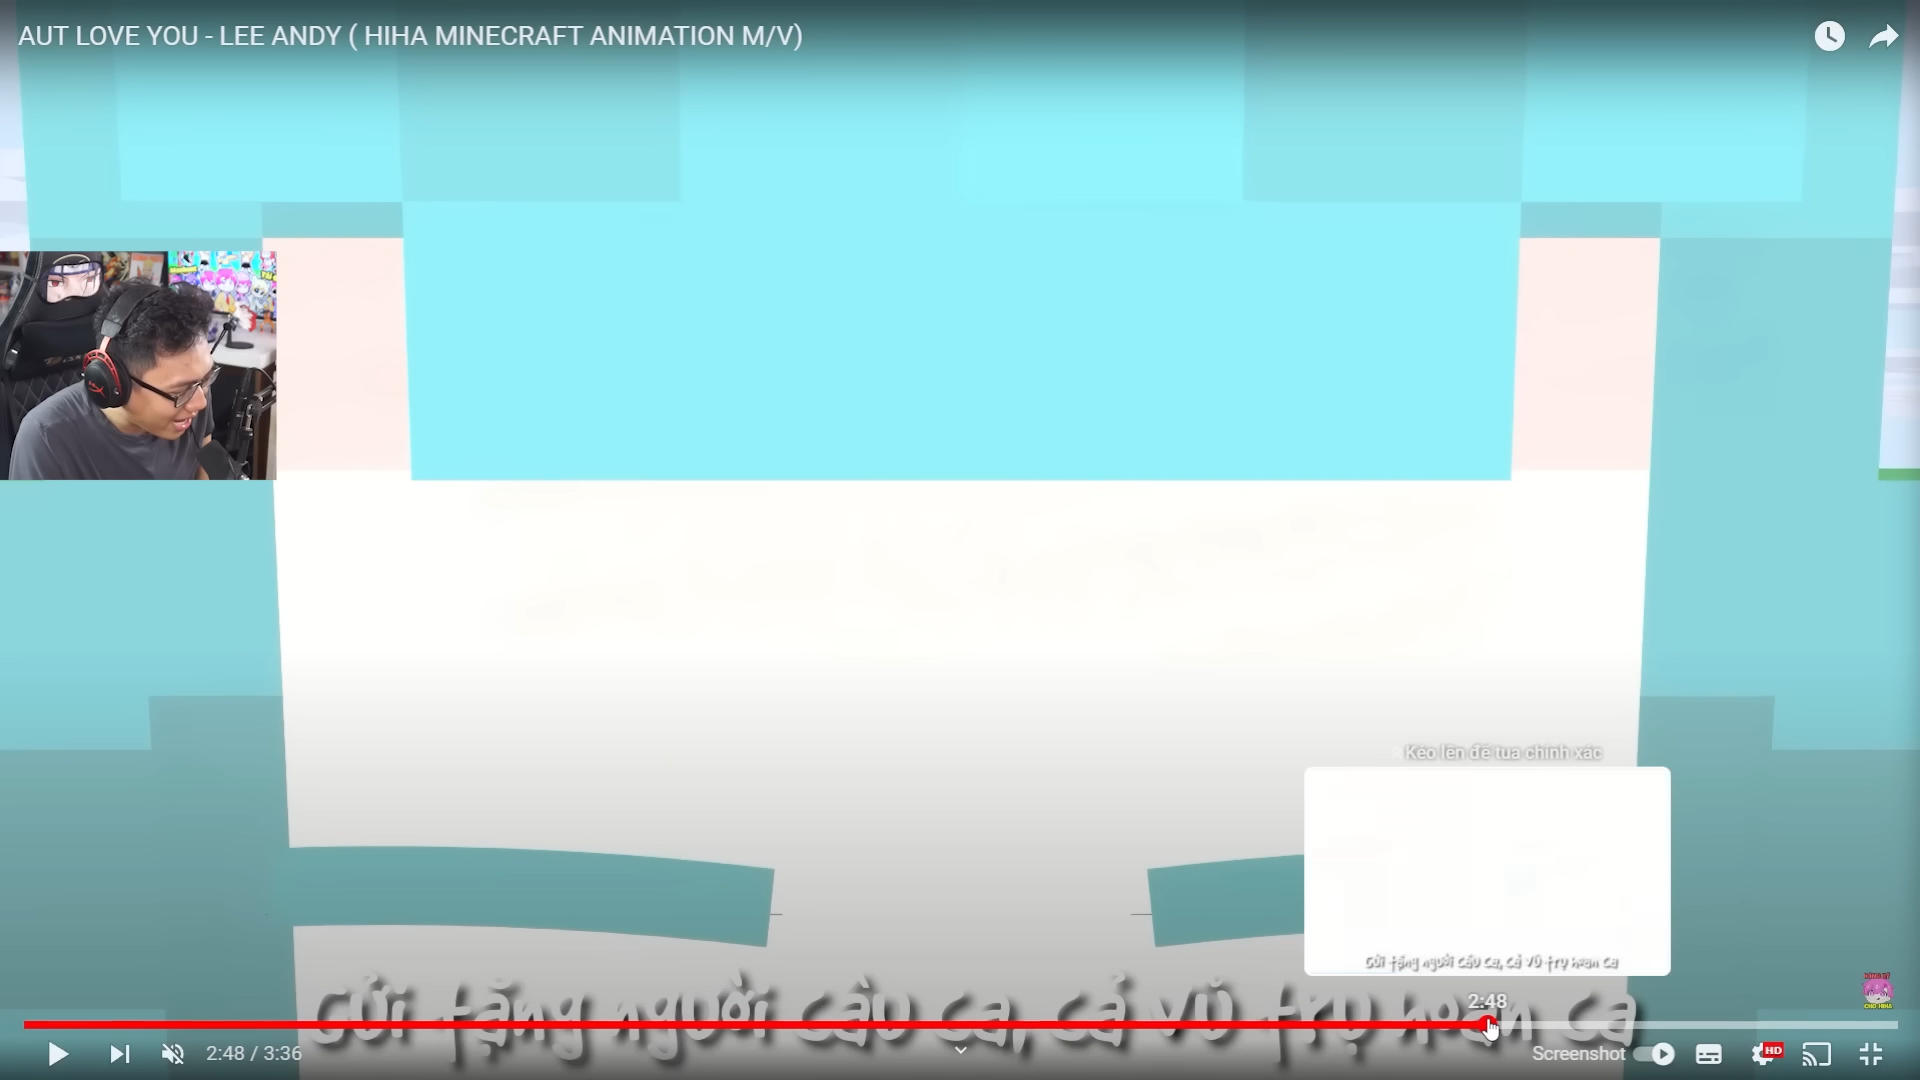 AUT LOVE YOU - LEE ANDY ( HIHA MINECRAFT ANIMATION M/V)
Kéo lên để tua chính xác
Gửi tặng người câu ca, cả vũ trụ hoan ca
2:48
Gửi tặng người câu ca, cả vũ trụ hoan ca
2:48 / 3:36
Screenshot
HD